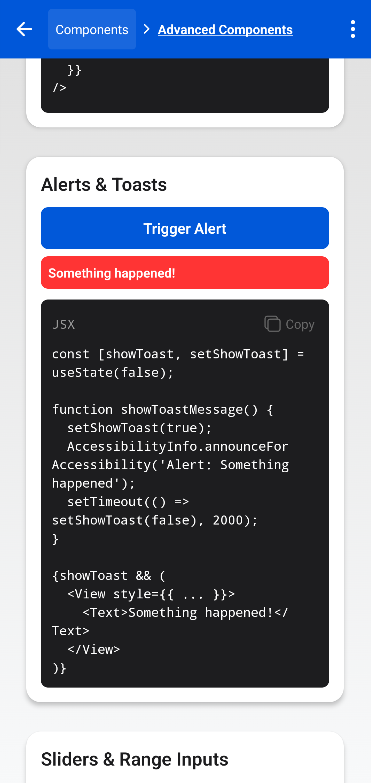 Components > Advanced Components
}}
/>
Alerts & Toasts
Trigger Alert
Something happened!
JSX
Copy
const [showToast, setShowToast] =
useState(false);
function showToastMessage() {
setShowToast(true);
AccessibilityInfo.announceFor
Accessibility('Alert: Something
happened');
setTimeout(() =>
setShowToast(false), 2000);
}
{showToast && (
<View style={{ ... }}>
<Text>Something happened!</
Text>
</View>
)}
Sliders & Range Inputs